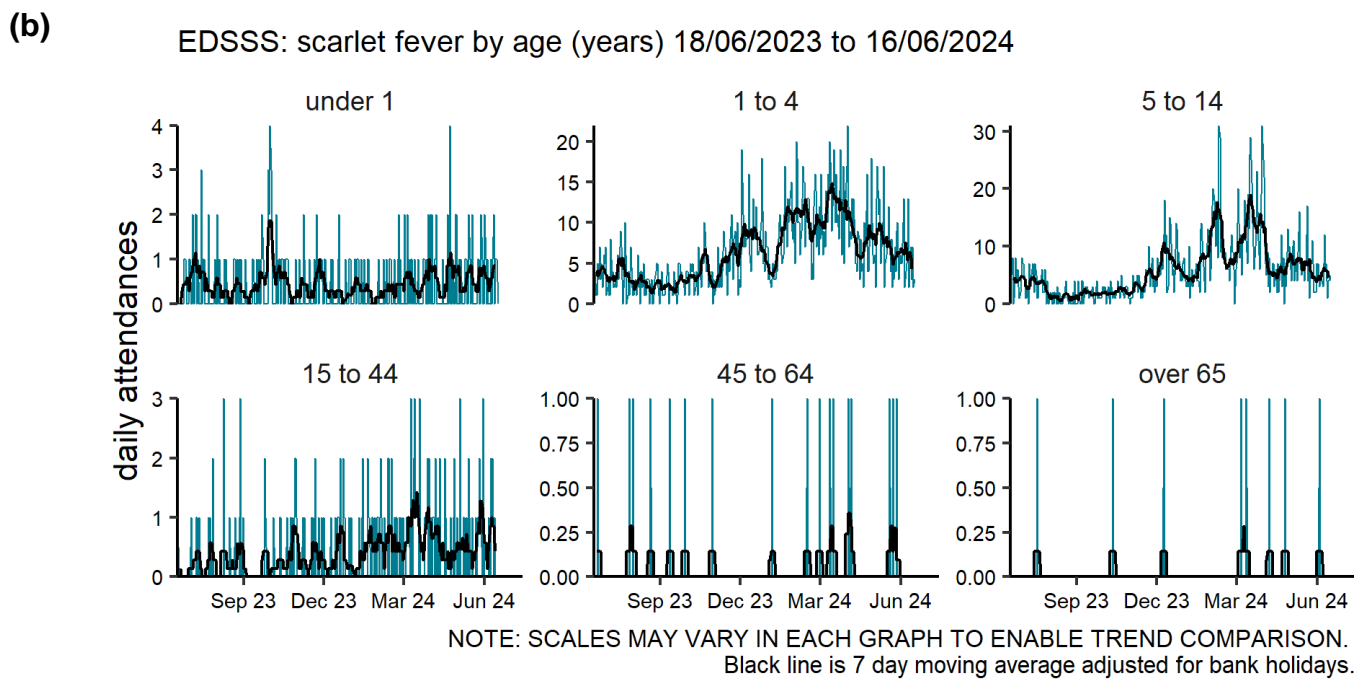 (b)
EDSSS: scarlet fever by age (years) 18/06/2023 to 16/06/2024
daily attendances
under 1
4
3
2
1
0
1 to 4
20
15
10
5
0
5 to 14
30
20
10
0
15 to 44
3
2
1
0
Sep 23 Dec 23 Mar 24 Jun 24
45 to 64
1.00
0.75
0.50
0.25
0.00
Sep 23 Dec 23 Mar 24 Jun 24
over 65
1.00
0.75
0.50
0.25
0.00
Sep 23 Dec 23 Mar 24 Jun 24
NOTE: SCALES MAY VARY IN EACH GRAPH TO ENABLE TREND COMPARISON.
Black line is 7 day moving average adjusted for bank holidays.